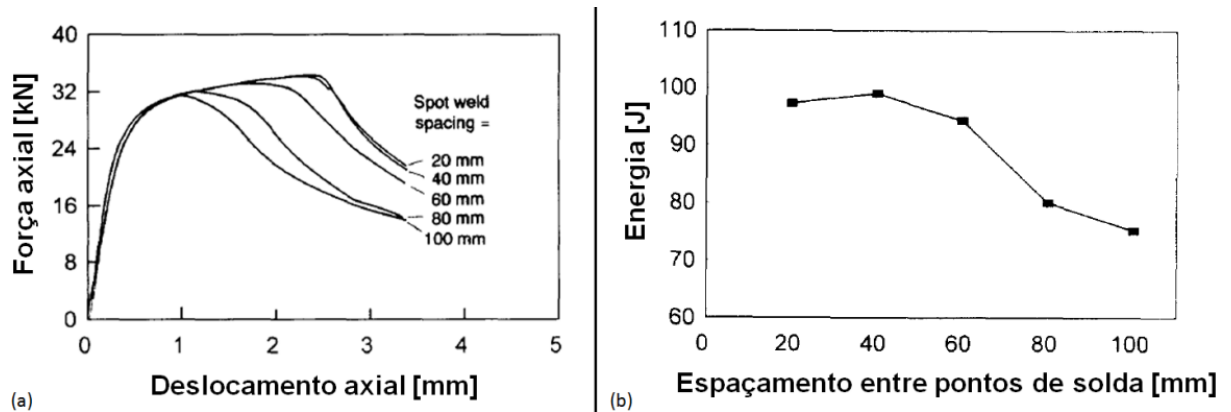 40
32
24
16
8
0
Força axial [kN]
Spot weld
spacing =
20 mm
40 mm
60 mm
80 mm
100 mm
0 1 2 3 4 5
Deslocamento axial [mm]
(a)
110
100
90
80
70
60
Energia [J]
0 20 40 60 80 100
Espaçamento entre pontos de solda [mm]
(b)